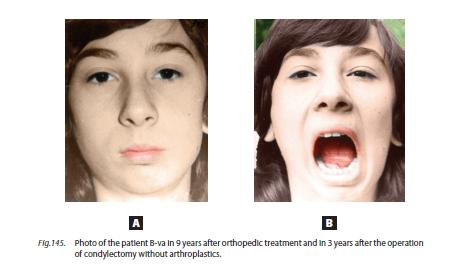 A B
Fig.145. Photo of the patient B-va in 9 years after orthopedic treatment and in 3 years after the operation
of condylectomy without arthroplastics.